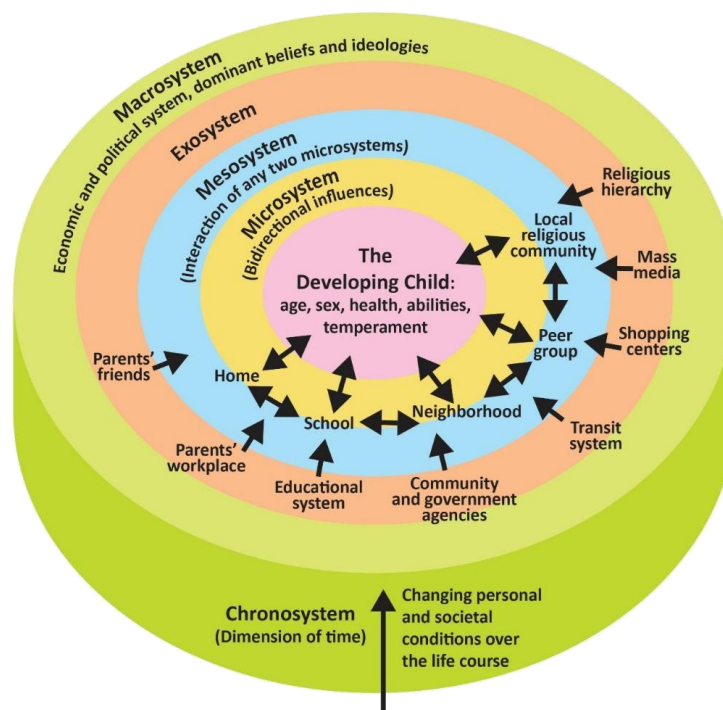 Macrosystem
Economic and political system, dominant beliefs and ideologies
Exosystem
Mesosystem
(Interaction of any two microsystems)
Microsystem
(Bidirectional influences)
The
Developing Child:
age, sex, health, abilities,
temperament
Religious
hierarchy
Local
religious
community
Mass
media
Peer
group
Shopping
centers
Parents’
friends
Home
School
Neighborhood
Transit
system
Parents’
workplace
Educational
system
Community
and government
agencies
Chronosystem
(Dimension of time)
Changing personal
and societal
conditions over
the life course